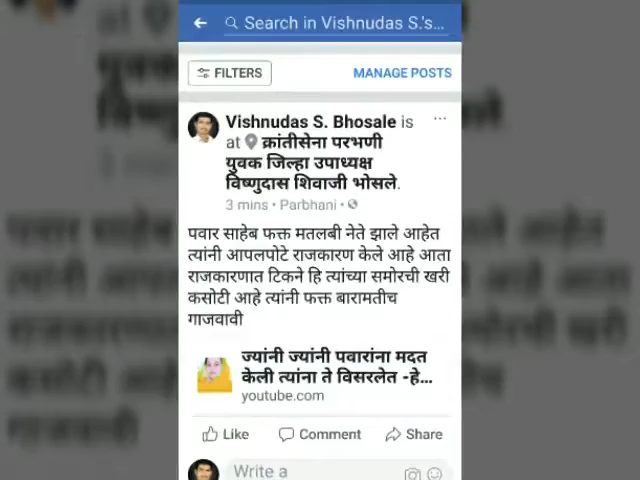 Search in Vishnudas S.'s...
FILTERS
MANAGE POSTS
Vishnudas S. Bhosale is
at क्रांतीसेना परभणी
युवक जिल्हा उपाध्यक्ष
विष्णुदास शिवाजी भोसले.
3 mins • Parbhani •
पवार साहेब फक्त मतलबी नेते झाले आहेत
त्यांनी आपलपोटे राजकारण केले आहे आता
राजकारणात टिकने हि त्यांच्या समोरची खरी
कसोटी आहे त्यांनी फक्त बारामतीच
गाजवावी
ज्यांनी ज्यांनी पवारांना मदत
केली त्यांना ते विसरलेत -हे...
youtube.com
Like
Comment
Share
Write a